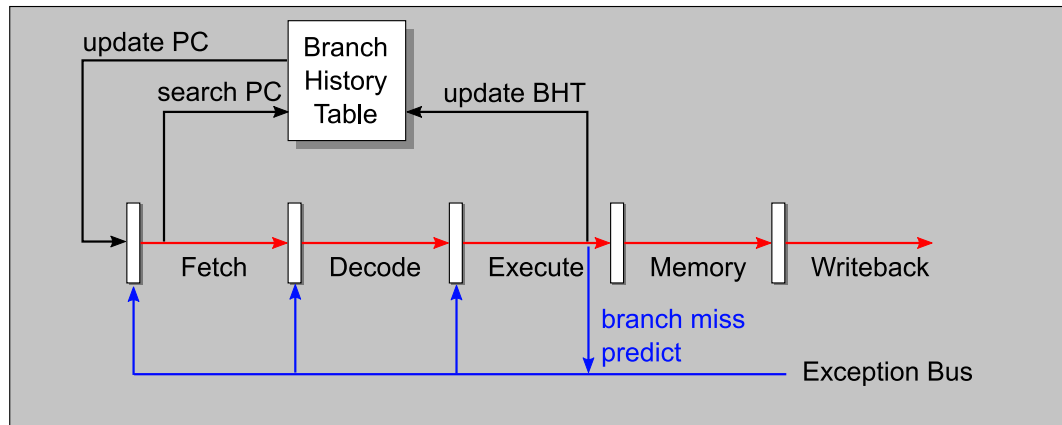 update PC
Branch
History
Table
search PC
update BHT
Fetch
Decode
Execute
Memory
Writeback
branch miss
predict
Exception Bus